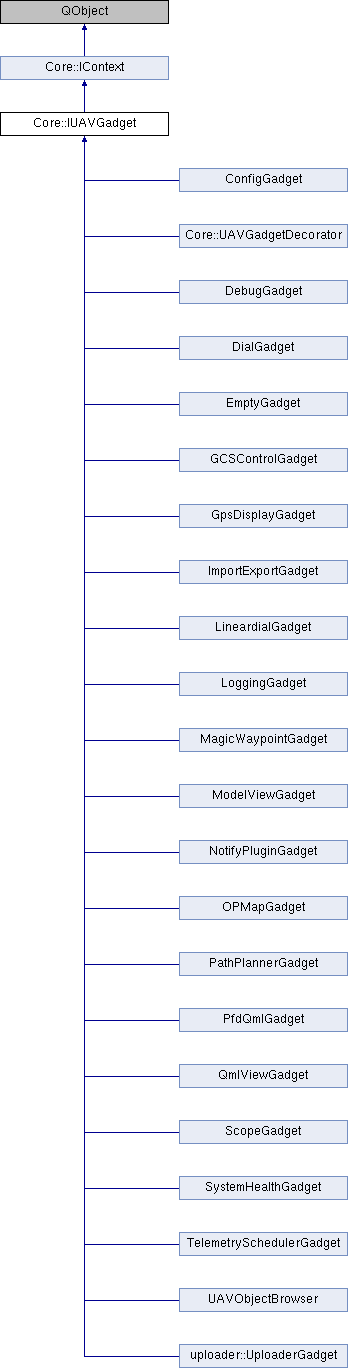 QObject
Core::IContext
Core::IUAVGadget
ConfigGadget
Core::UAVGadgetDecorator
DebugGadget
DialGadget
EmptyGadget
GCSControlGadget
GpsDisplayGadget
ImportExportGadget
LineardialGadget
LoggingGadget
MagicWaypointGadget
ModelViewGadget
NotifyPluginGadget
OPMapGadget
PathPlannerGadget
PfdQmlGadget
QmlViewGadget
ScopeGadget
SystemHealthGadget
TelemetrySchedulerGadget
UAVObjectBrowser
uploader::UploaderGadget